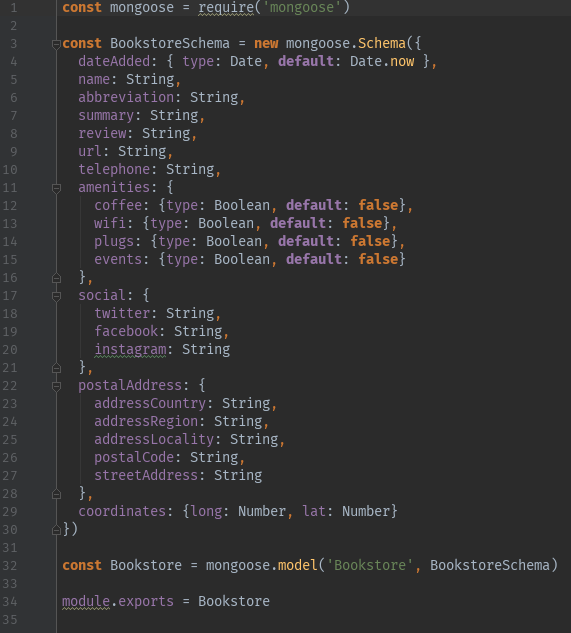 1 const mongoose = require('mongoose')
2
3 const BookstoreSchema = new mongoose.Schema({
4   dateAdded: { type: Date, default: Date.now },
5   name: String,
6   abbreviation: String,
7   summary: String,
8   review: String,
9   url: String,
10   telephone: String,
11   amenities: {
12     coffee: {type: Boolean, default: false},
13     wifi: {type: Boolean, default: false},
14     plugs: {type: Boolean, default: false},
15     events: {type: Boolean, default: false}
16   },
17   social: {
18     twitter: String,
19     facebook: String,
20     instagram: String
21   },
22   postalAddress: {
23     addressCountry: String,
24     addressRegion: String,
25     addressLocality: String,
26     postalCode: String,
27     streetAddress: String
28   },
29   coordinates: {long: Number, lat: Number}
30 })
31
32 const Bookstore = mongoose.model('Bookstore', BookstoreSchema)
33
34 module.exports = Bookstore
35